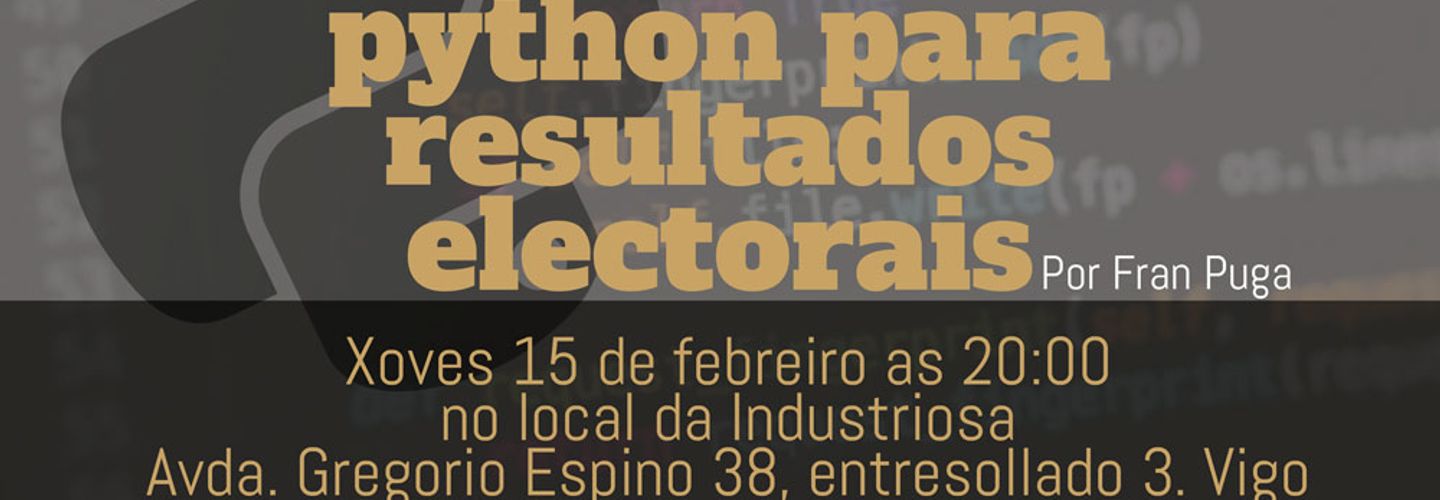 python para
resultados
electorais
Por Fran Puga
Xoves 15 de febreiro as 20:00
no local da Industriosa
Avda. Gregorio Espino 38, entresollado 3. Vigo